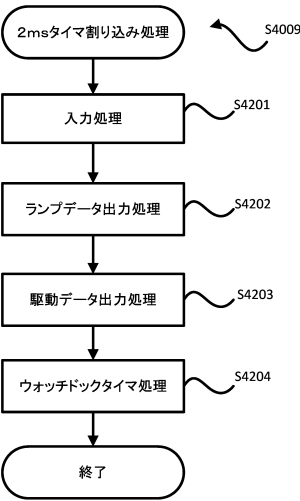 2msタイマ割り込み処理
S4009
入力処理
S4201
ランプデータ出力処理
S4202
駆動データ出力処理
S4203
ウォッチドックタイマ処理
S4204
終了